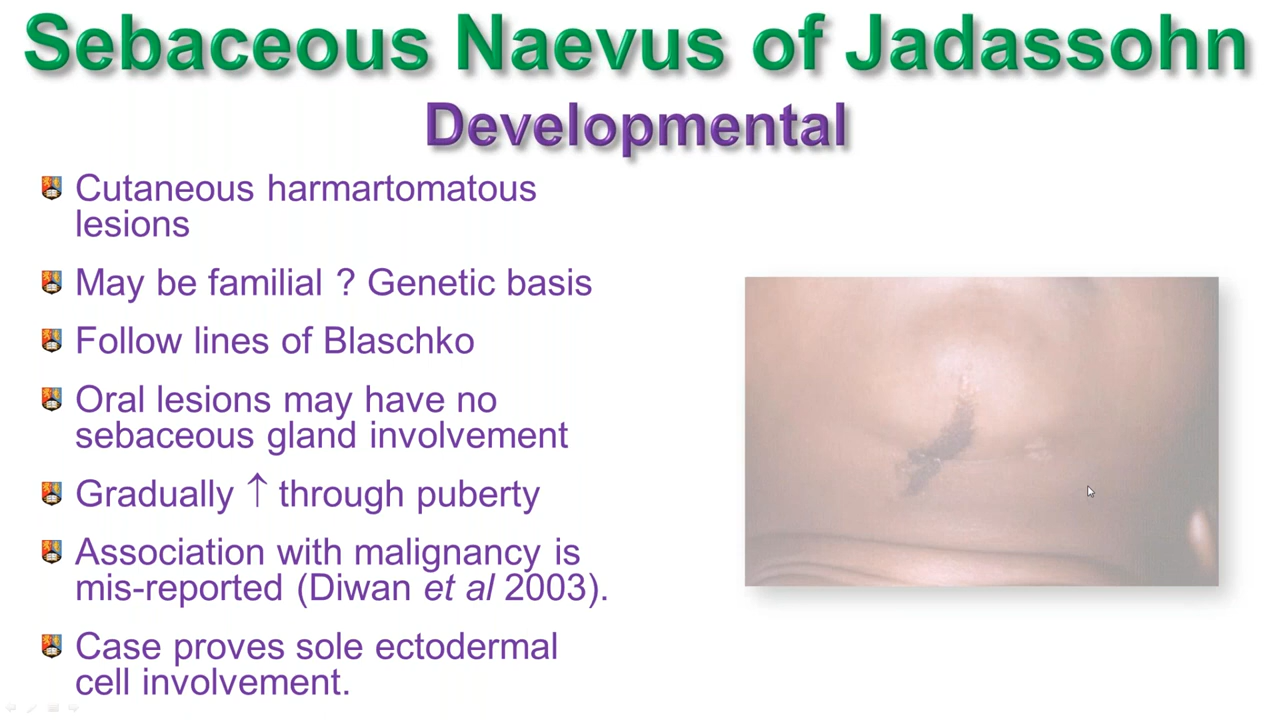 Sebaceous Naevus of Jadassohn
Developmental
Cutaneous harmartomatous
lesions
May be familial ? Genetic basis
Follow lines of Blaschko
Oral lesions may have no
sebaceous gland involvement
Gradually ↑ through puberty
Association with malignancy is
mis-reported (Diwan et al 2003).
Case proves sole ectodermal
cell involvement.